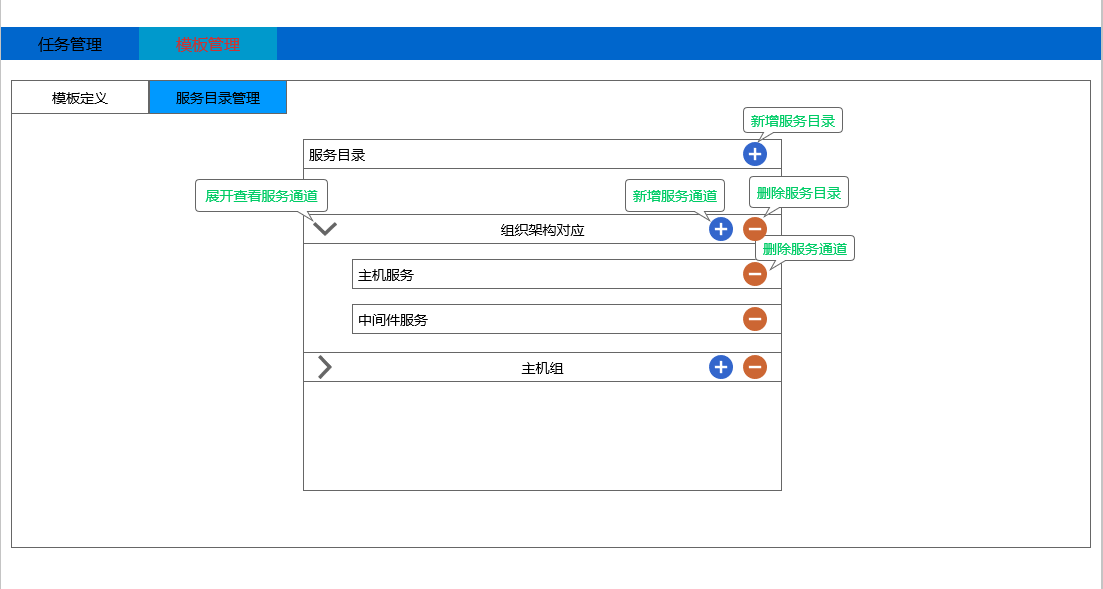 任务管理
模板管理
模板定义
服务目录管理
新增服务目录
服务目录
展开查看服务通道
新增服务通道
删除服务目录
组织架构对应
删除服务通道
主机服务
中间件服务
主机组